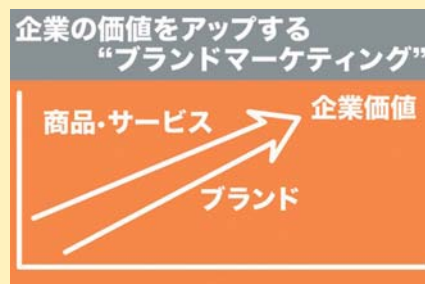 企業の価値をアップする
“ブランドマーケティング”
商品・サービス
企業価値
ブランド